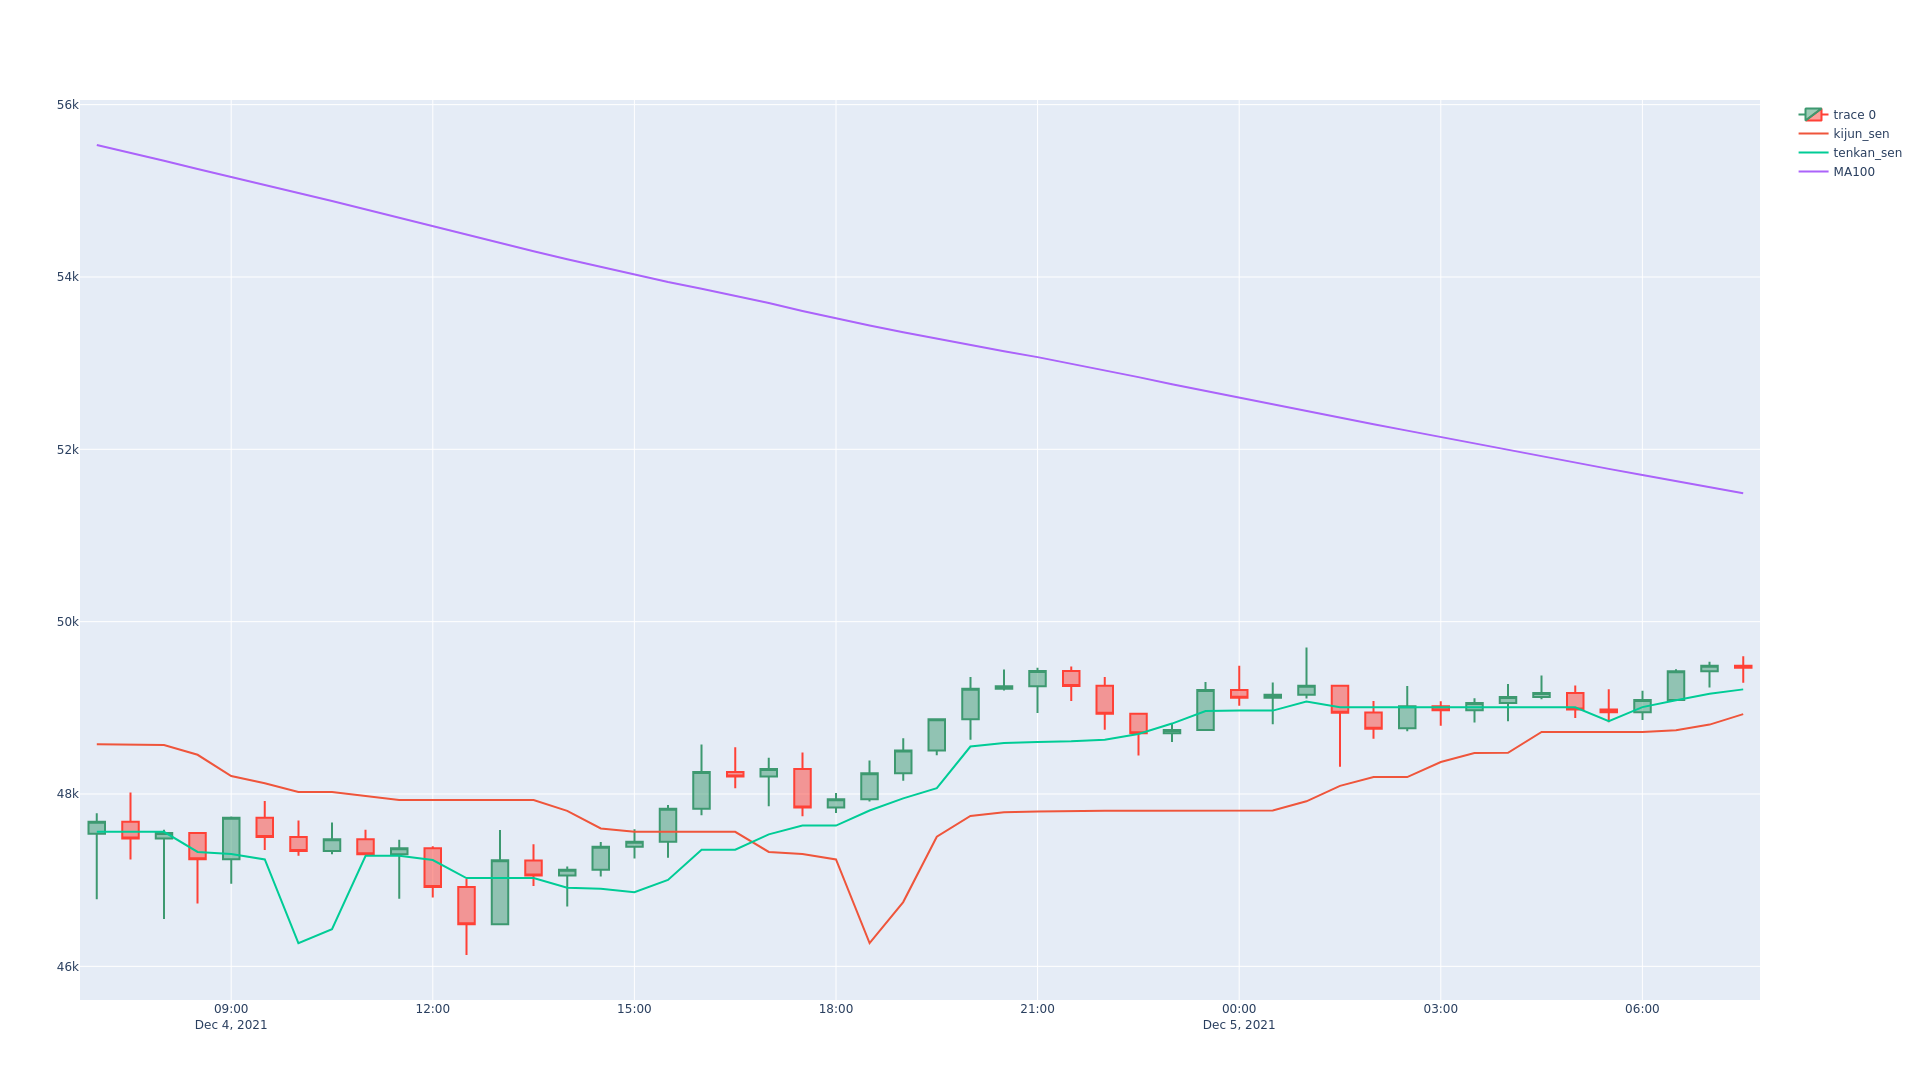 56k
54k
52k
50k
48k
46k
09:00
Dec 4, 2021
12:00
15:00
18:00
21:00
00:00
Dec 5, 2021
03:00
06:00
trace 0
kijun_sen
tenkan_sen
MA100